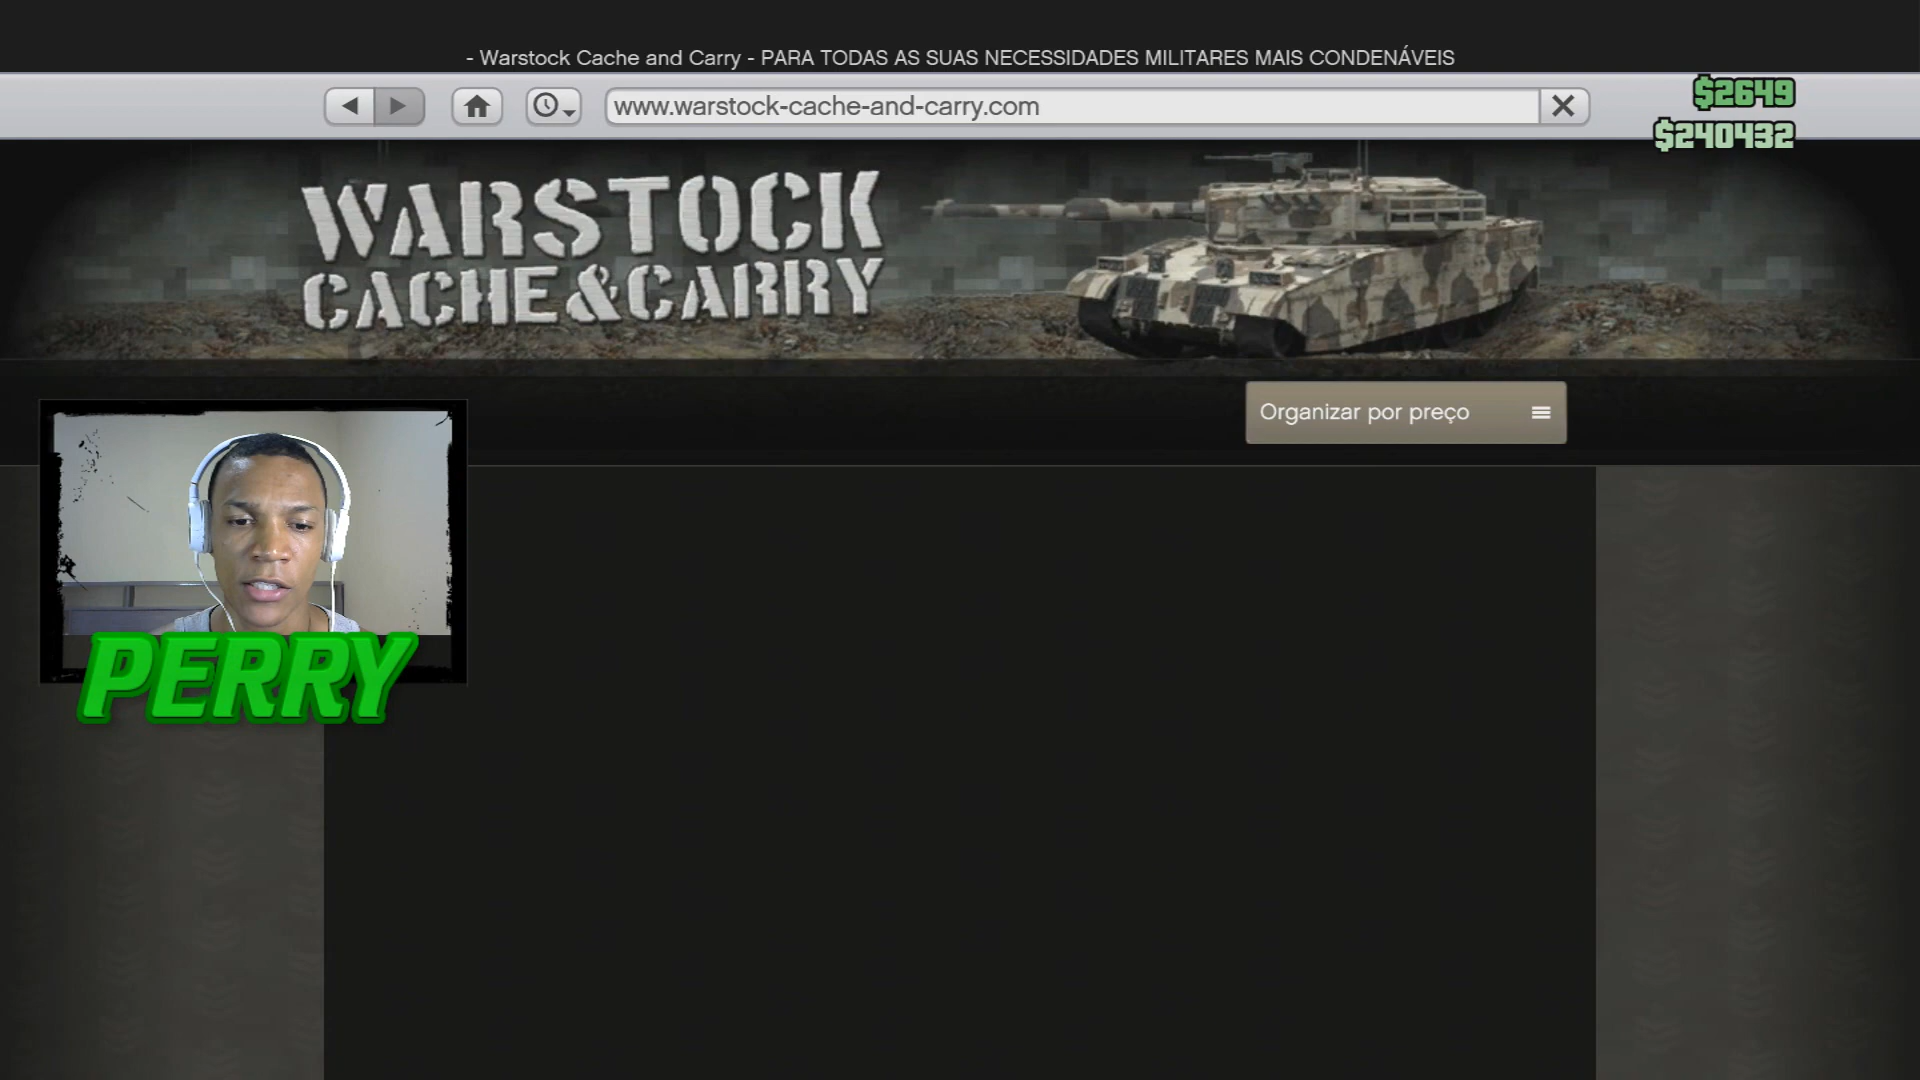 - Warstock Cache and Carry - PARA TODAS AS SUAS NECESSIDADES MILITARES MAIS CONDENÁVEIS
www.warstock-cache-and-carry.com
$2649
$240432
WARSTOCK
CACHE&CARRY
Organizar por preço
PERRY